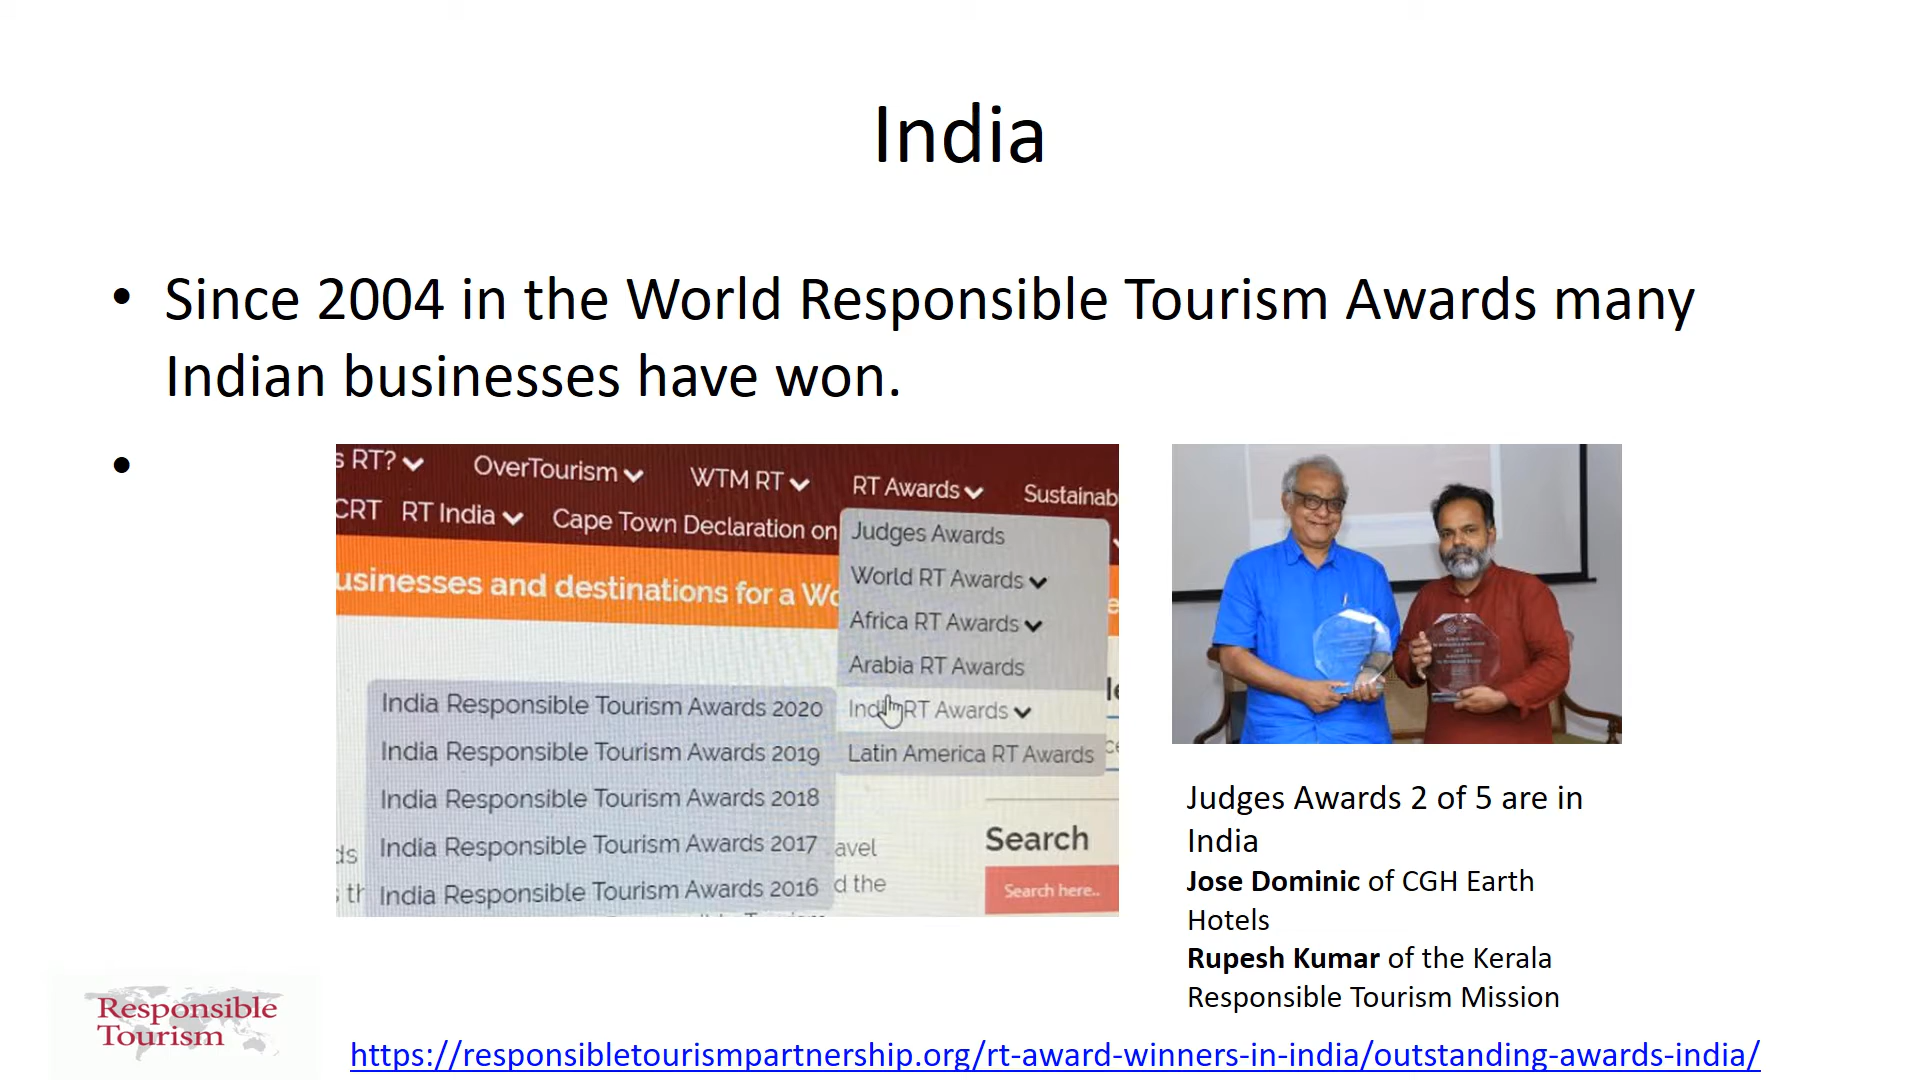 India
• Since 2004 in the World Responsible Tourism Awards many
Indian businesses have won.
•
s RT?
OverTourism
WTM RT
RT Awards
Sustainab
CRT
RT India
Cape Town Declaration on
Judges Awards
usinesses and destinations for a Wo
World RT Awards
Africa RT Awards
Arabia RT Awards
RT Awards
Latin America RT Awards
India Responsible Tourism Awards 2020
India Responsible Tourism Awards 2019
India Responsible Tourism Awards 2018
India Responsible Tourism Awards 2017
India Responsible Tourism Awards 2016
avel
d the
Search
Search here..
Judges Awards 2 of 5 are in
India
Jose Dominic of CGH Earth
Hotels
Rupesh Kumar of the Kerala
Responsible Tourism Mission
Responsible
Tourism
https://responsibletourismpartnership.org/rt-award-winners-in-india/outstanding-awards-india/